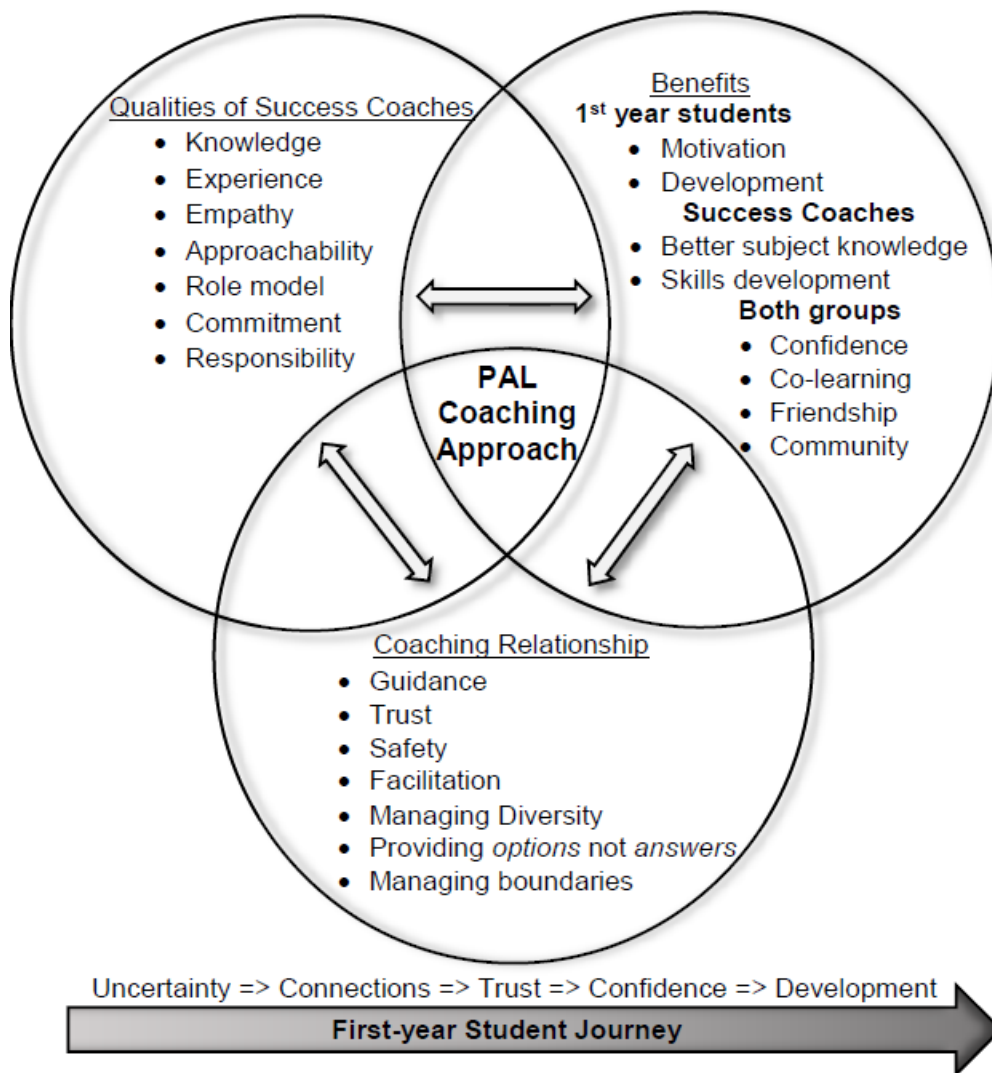 Qualities of Success Coaches
• Knowledge
• Experience
• Empathy
• Approachability
• Role model
• Commitment
• Responsibility
Benefits
1st year students
• Motivation
• Development
Success Coaches
• Better subject knowledge
• Skills development
Both groups
• Confidence
• Co-learning
• Friendship
• Community
PAL
Coaching
Approach
Coaching Relationship
• Guidance
• Trust
• Safety
• Facilitation
• Managing Diversity
• Providing options not answers
• Managing boundaries
Uncertainty => Connections => Trust => Confidence => Development
First-year Student Journey